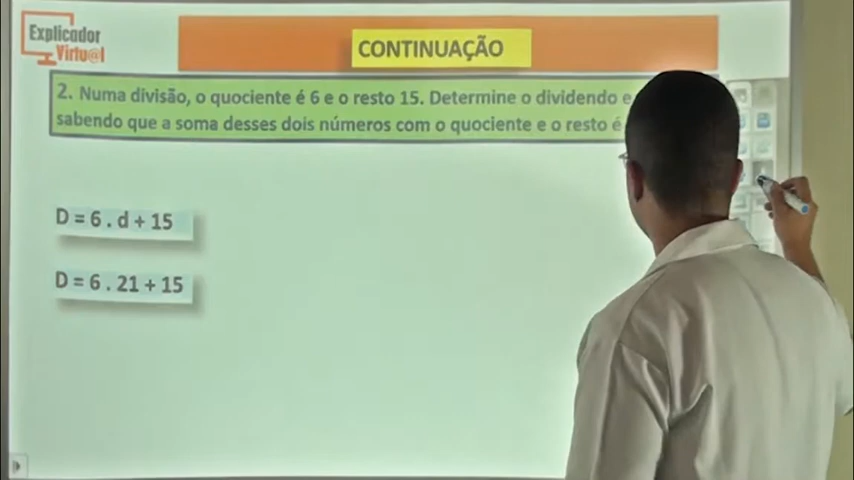 Explicador
Virtu@l
CONTINUAÇÃO
2. Numa divisão, o quociente é 6 e o resto 15. Determine o dividendo e
sabendo que a soma desses dois números com o quociente e o resto é
D = 6 . d + 15
D = 6 . 21 + 15